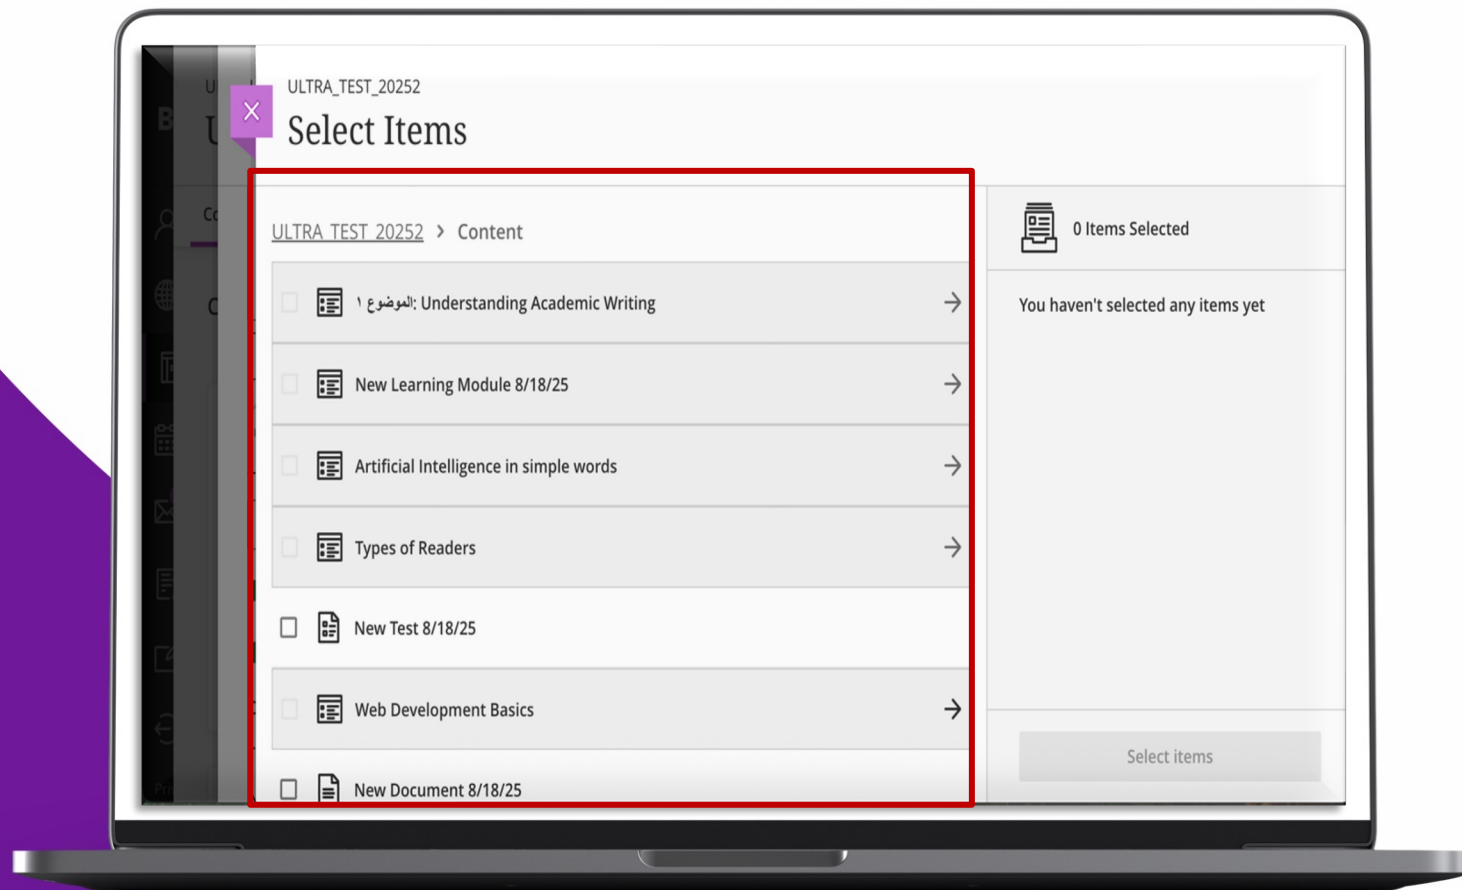 ULTRA_TEST_20252
Select Items
ULTRA_TEST_20252 > Content
0 Items Selected
الموضوع ١: Understanding Academic Writing
You haven't selected any items yet
New Learning Module 8/18/25
Artificial Intelligence in simple words
Types of Readers
New Test 8/18/25
Web Development Basics
Select items
New Document 8/18/25